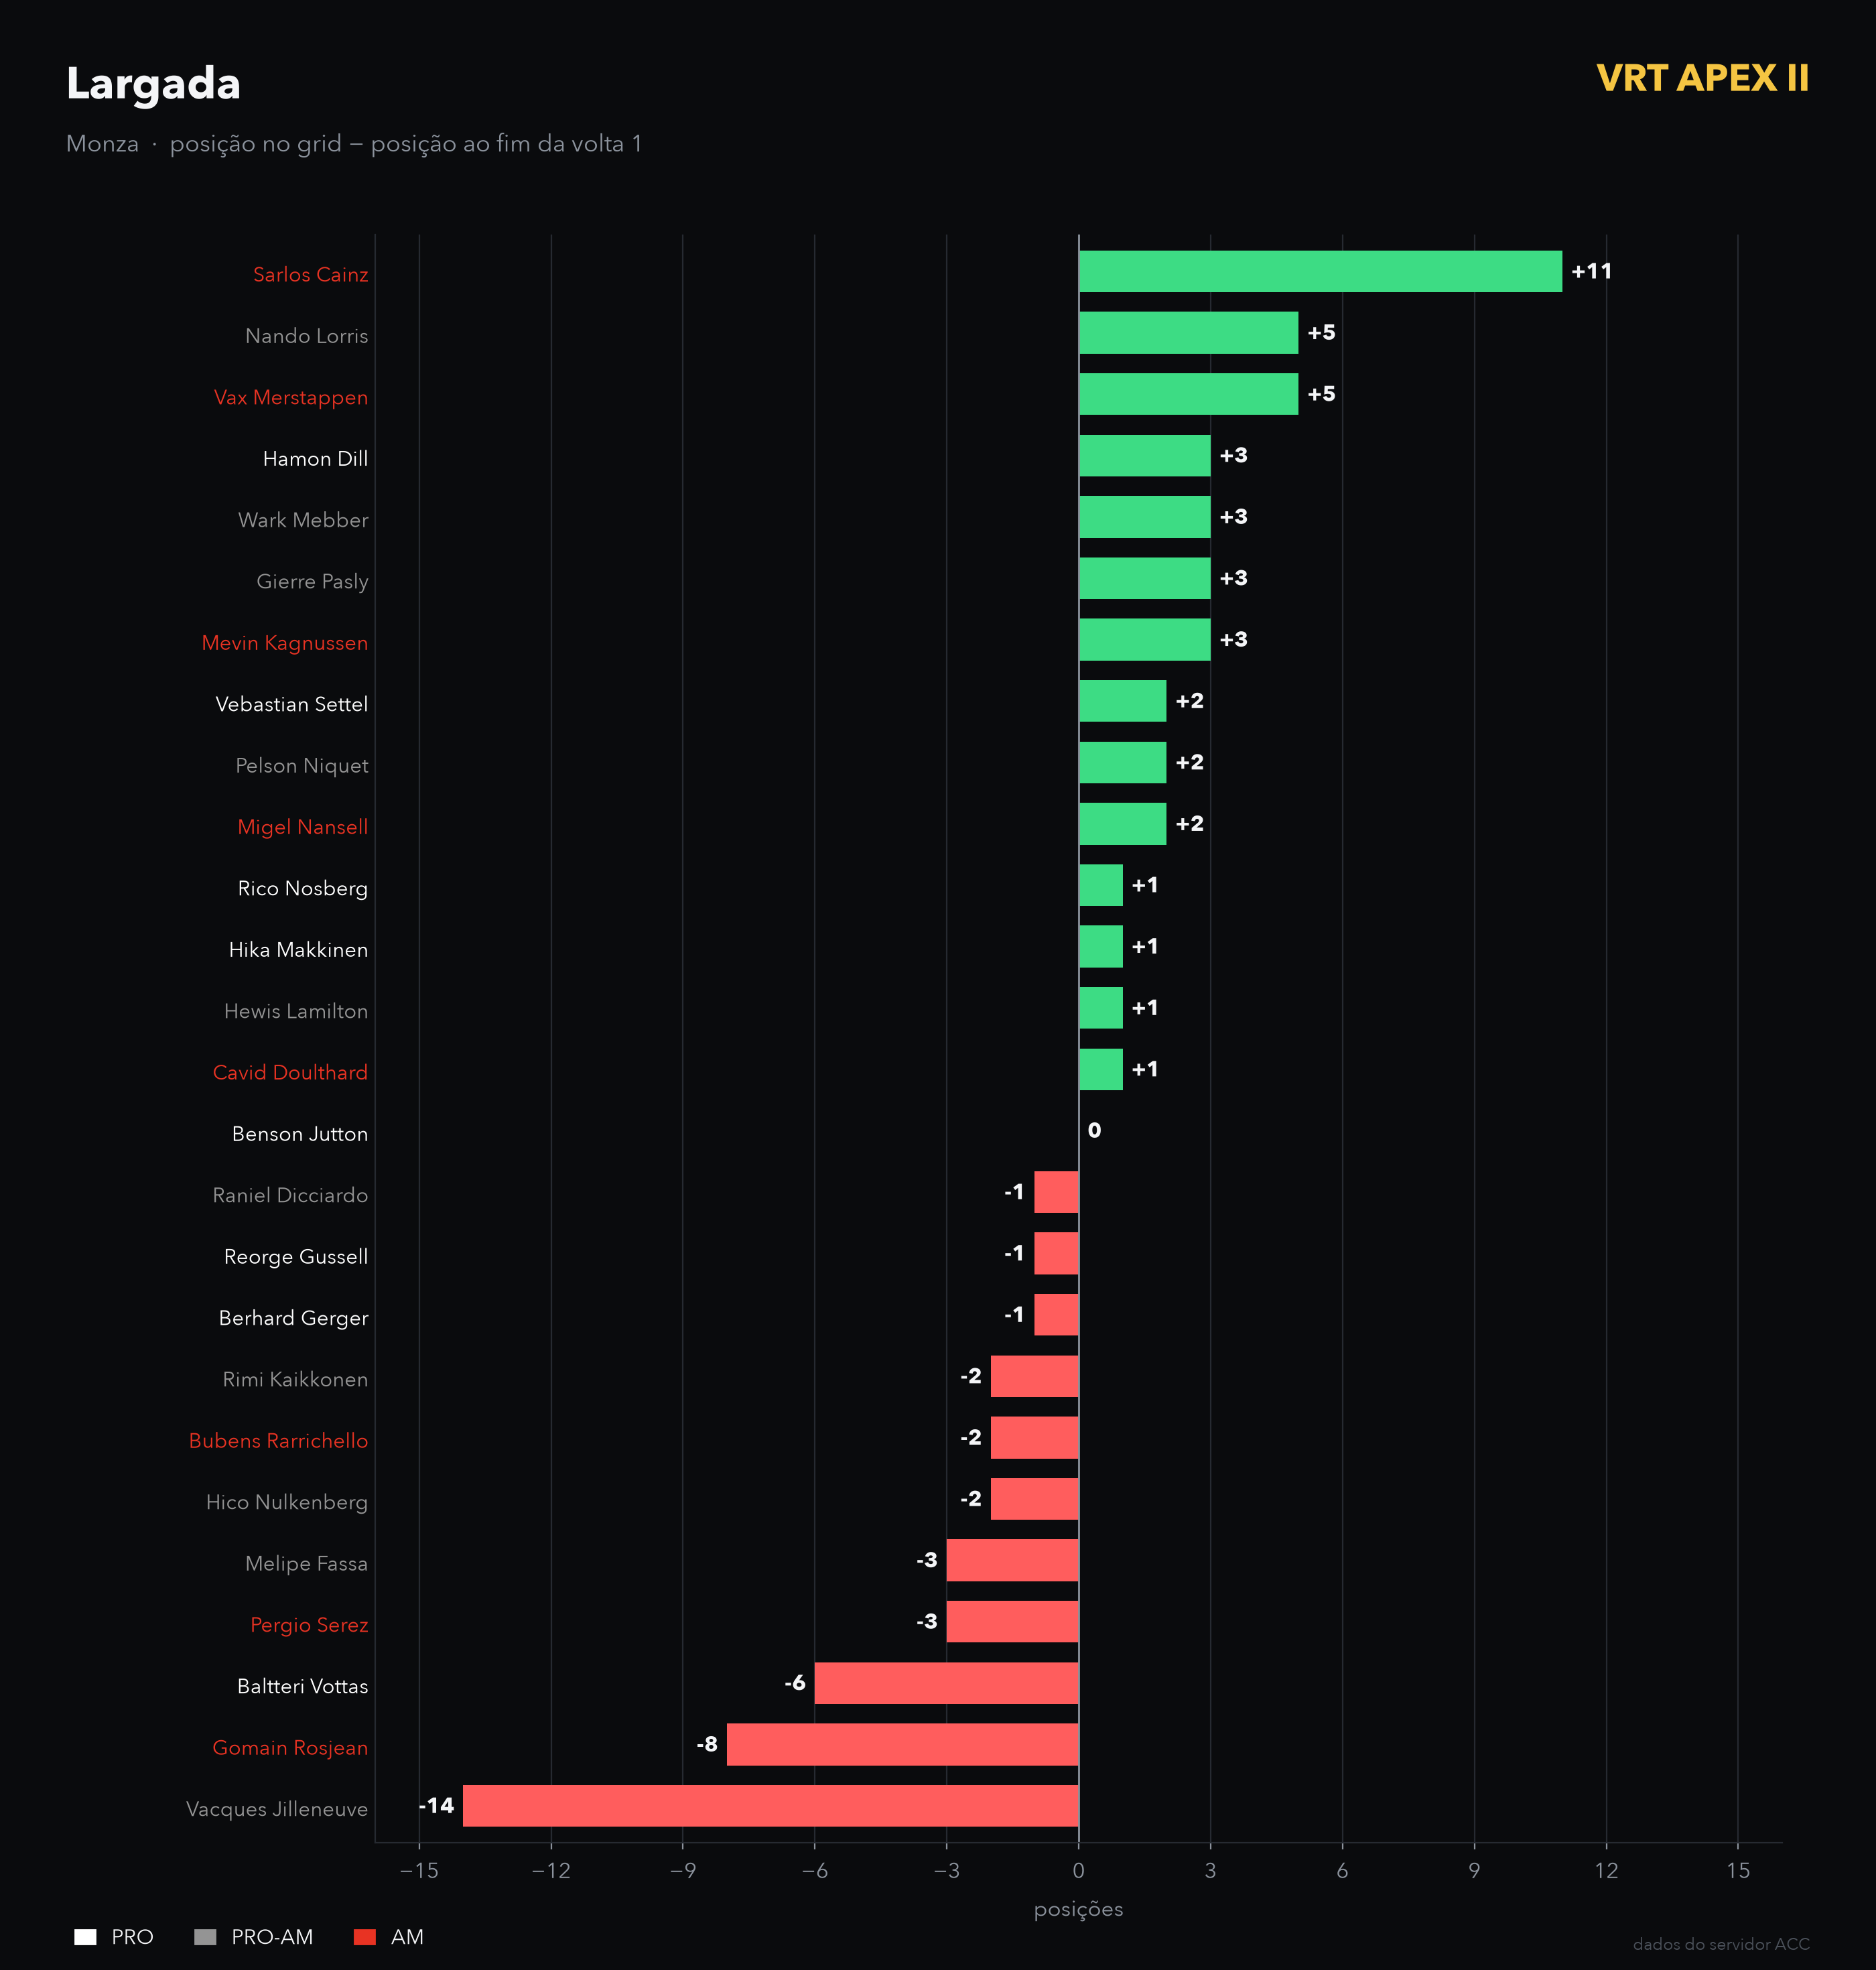 Largada
VRT APEX II
Monza · posição no grid − posição ao fim da volta 1
Sarlos Cainz +11
Nando Lorris +5
Vax Merstappen +5
Hamon Dill +3
Wark Mebber +3
Gierre Pasly +3
Mevin Kagnussen +3
Vebastian Settel +2
Pelson Niquet +2
Migel Nansell +2
Rico Nosberg +1
Hika Makkinen +1
Hewis Lamilton +1
Cavid Doulthard +1
Benson Jutton 0
Raniel Dicciardo -1
Reorge Gussell -1
Berhard Gerger -1
Rimi Kaikkonen -2
Bubens Rarrichello -2
Hico Nulkenberg -2
Melipe Fassa -3
Pergio Serez -3
Baltteri Vottas -6
Gomain Rosjean -8
Vacques Jilleneuve -14
−15 −12 −9 −6 −3 0 3 6 9 12 15
posições
PRO PRO-AM AM
dados do servidor ACC